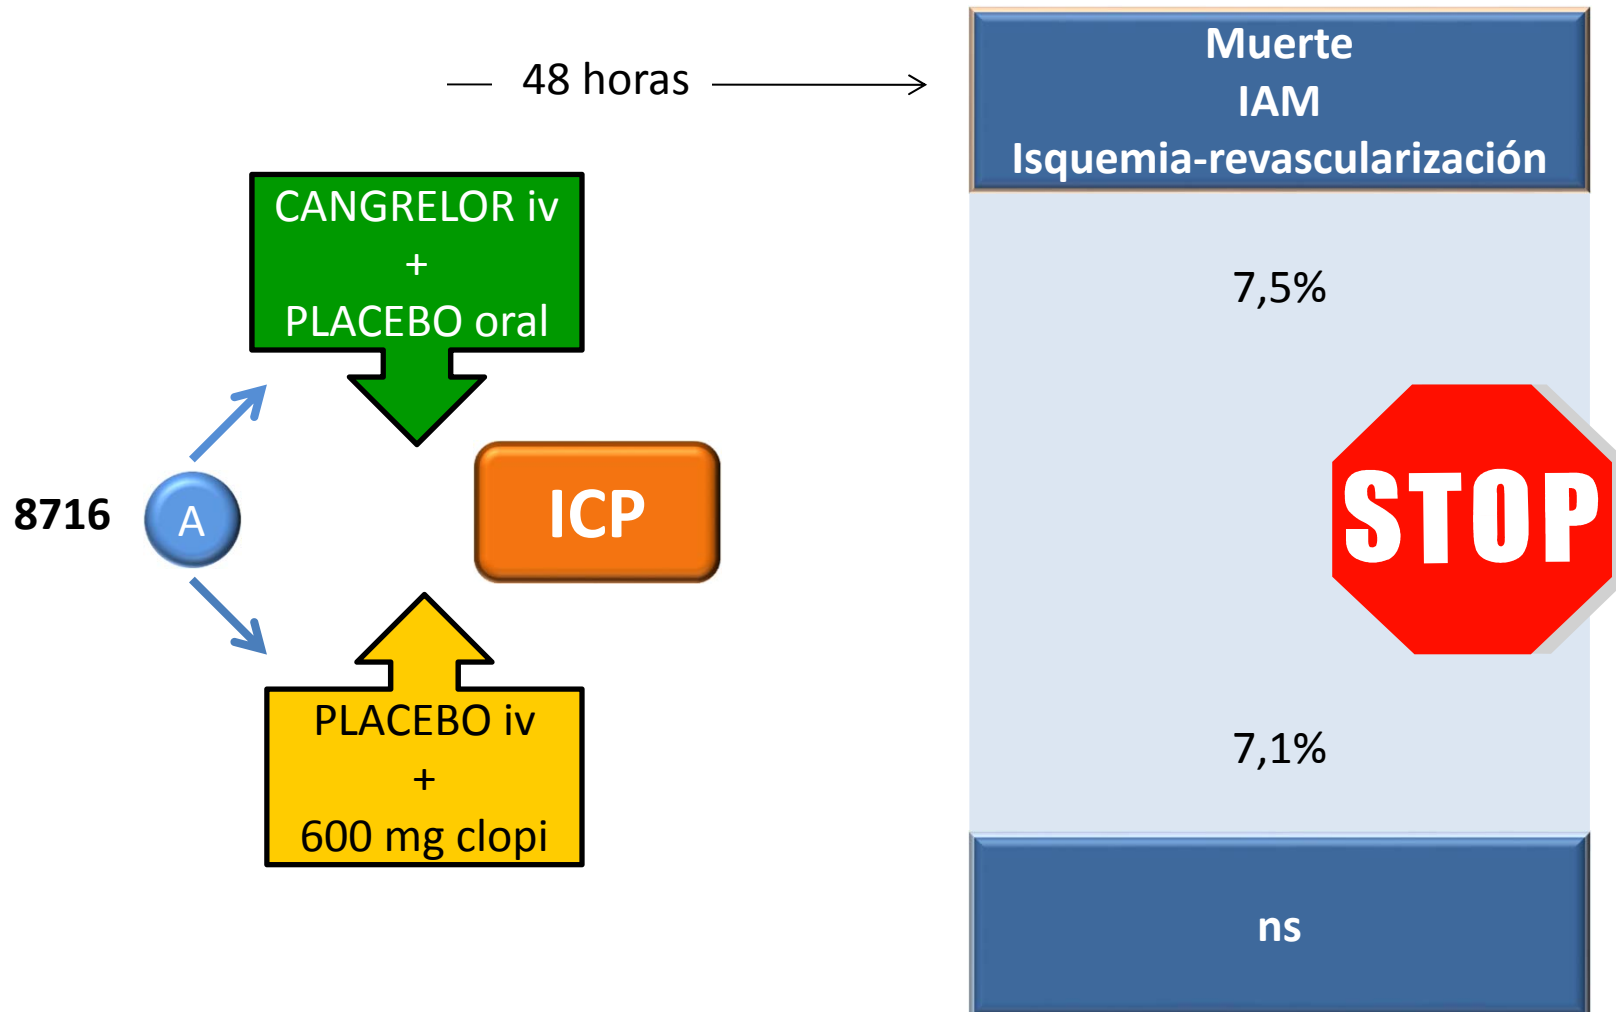 48 horas
Muerte
IAM
Isquemia-revascularización
CANGRELOR iv
+
PLACEBO oral
7,5%
8716
A
ICP
STOP
PLACEBO iv
+
600 mg clopi
7,1%
ns